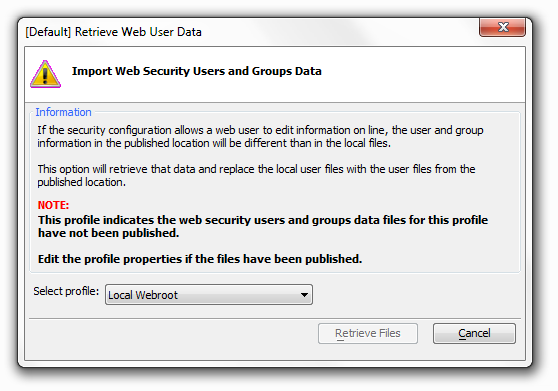 [Default] Retrieve Web User Data
Import Web Security Users and Groups Data
Information
If the security configuration allows a web user to edit information on line, the user and group
information in the published location will be different than in the local files.
This option will retrieve that data and replace the local user files with the user files from the
published location.
NOTE:
This profile indicates the web security users and groups data files for this profile
have not been published.
Edit the profile properties if the files have been published.
Select profile: Local Webroot
Retrieve Files Cancel